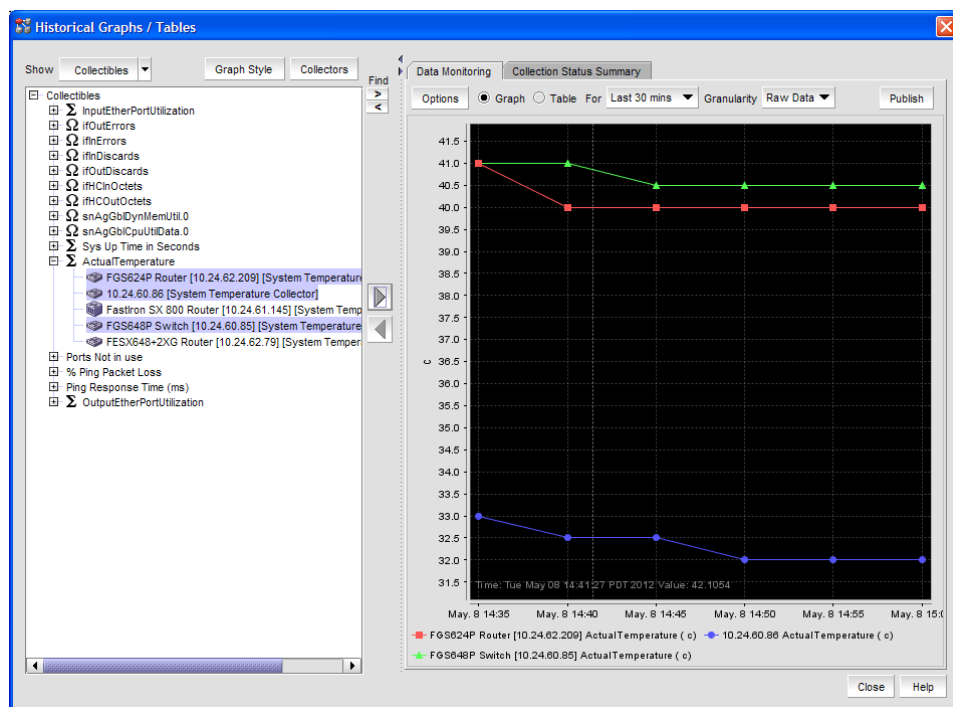 Historical Graphs / Tables
Show Collectibles Graph Style Collectors
Find
>
<
Collectibles
Σ InputEtherPortUtilization
Ω ifOutErrors
Ω ifInErrors
Ω ifInDiscards
Ω ifOutDiscards
Ω ifHCInOctets
Ω ifHCOutOctets
Ω snAgGblDynMemUtil.0
Ω snAgGblCpuUtilData.0
Σ Sys Up Time in Seconds
Σ ActualTemperature
FGS624P Router [10.24.62.209] [System Temperature
10.24.60.86 [System Temperature Collector]
FastIron SX 800 Router [10.24.61.145] [System Temp
FGS648P Switch [10.24.60.85] [System Temperature
FESX648+2XG Router [10.24.62.79] [System Temper
Ports Not in use
% Ping Packet Loss
Ping Response Time (ms)
Σ OutputEtherPortUtilization
Data Monitoring Collection Status Summary
Options Graph Table For Last 30 mins Granularity Raw Data Publish
41.5
41.0
40.5
40.0
39.5
39.0
38.5
38.0
37.5
37.0
c 36.5
36.0
35.5
35.0
34.5
34.0
33.5
33.0
32.5
32.0
31.5
Time: Tue May 08 14:41:27 PDT 2012 Value: 42.1054
May. 8 14:35 May. 8 14:40 May. 8 14:45 May. 8 14:50 May. 8 14:55 May. 8 15:0
FGS624P Router [10.24.62.209] ActualTemperature ( c) 10.24.60.86 ActualTemperature ( c)
FGS648P Switch [10.24.60.85] ActualTemperature ( c)
Close Help